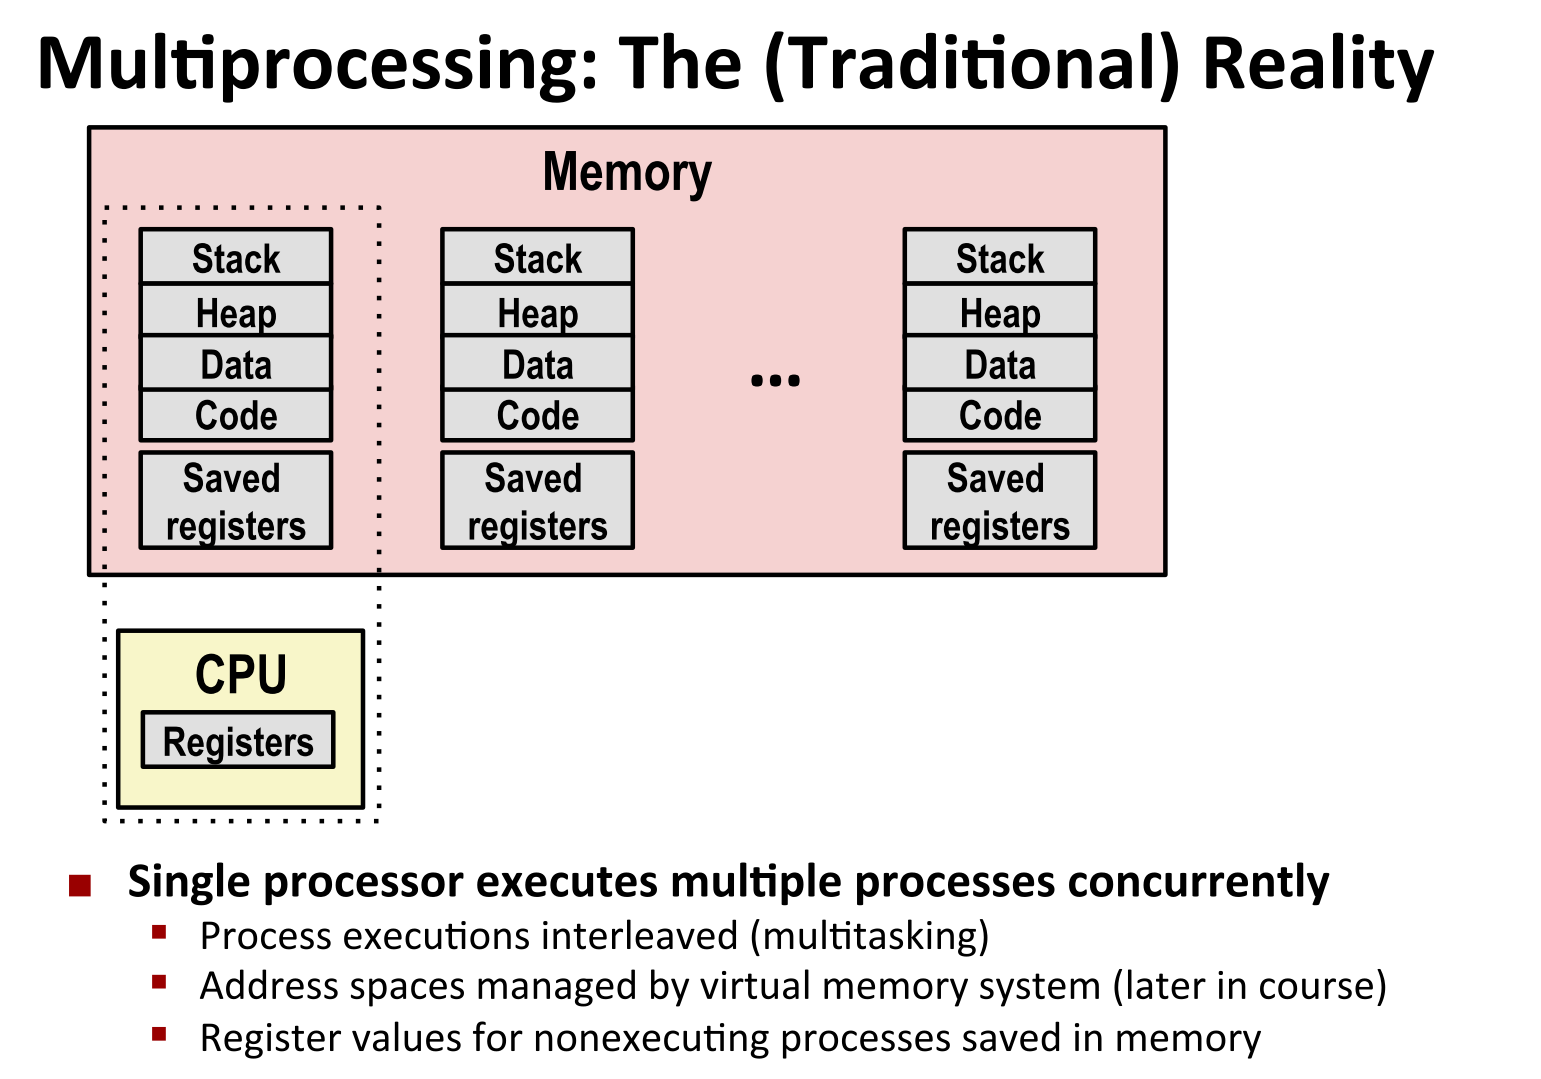 Multiprocessing: The (Traditional) Reality
Memory
Stack
Heap
Data
Code
Saved
registers
Stack
Heap
Data
Code
Saved
registers
...
Stack
Heap
Data
Code
Saved
registers
CPU
Registers
Single processor executes multiple processes concurrently
Process executions interleaved (multitasking)
Address spaces managed by virtual memory system (later in course)
Register values for nonexecuting processes saved in memory